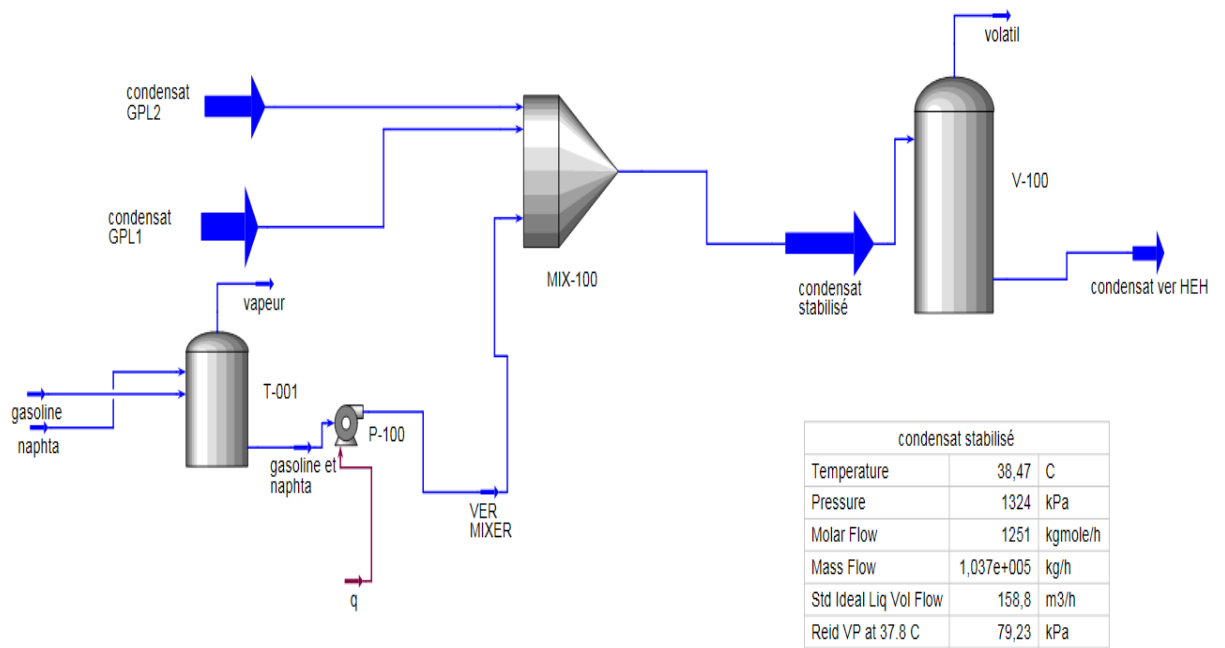 volatil
condensat
GPL2
V-100
condensat
GPL1
MIX-100
condensat
stabilisé
condensat ver HEH
vapeur
T-001
gasoline
naphta
P-100
gasoline et
naphta
VER
MIXER
q
condensat stabilisé
Temperature 38,47 C
Pressure 1324 kPa
Molar Flow 1251 kgmole/h
Mass Flow 1,037e+005 kg/h
Std Ideal Liq Vol Flow 158,8 m3/h
Reid VP at 37.8 C 79,23 kPa